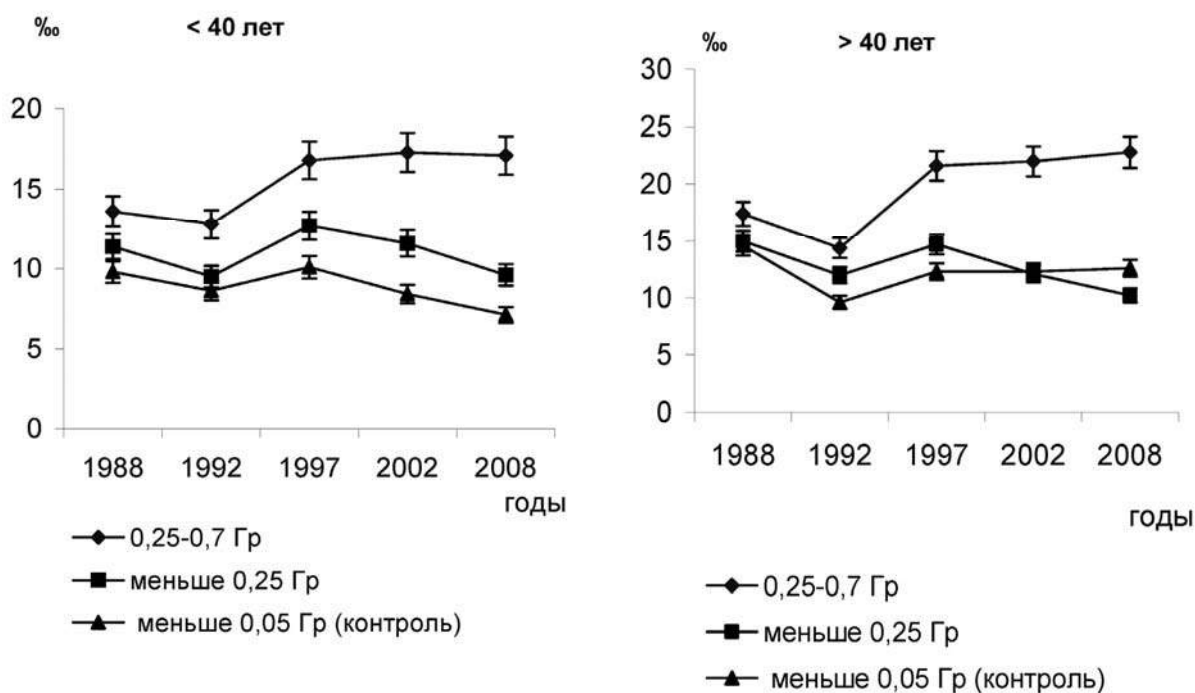 ‰ < 40 лет
20
15
10
5
0
1988 1992 1997 2002 2008
годы
0,25-0,7 Гр
меньше 0,25 Гр
меньше 0,05 Гр (контроль)
‰ > 40 лет
30
25
20
15
10
5
0
1988 1992 1997 2002 2008
годы
0,25-0,7 Гр
меньше 0,25 Гр
меньше 0,05 Гр (контроль)